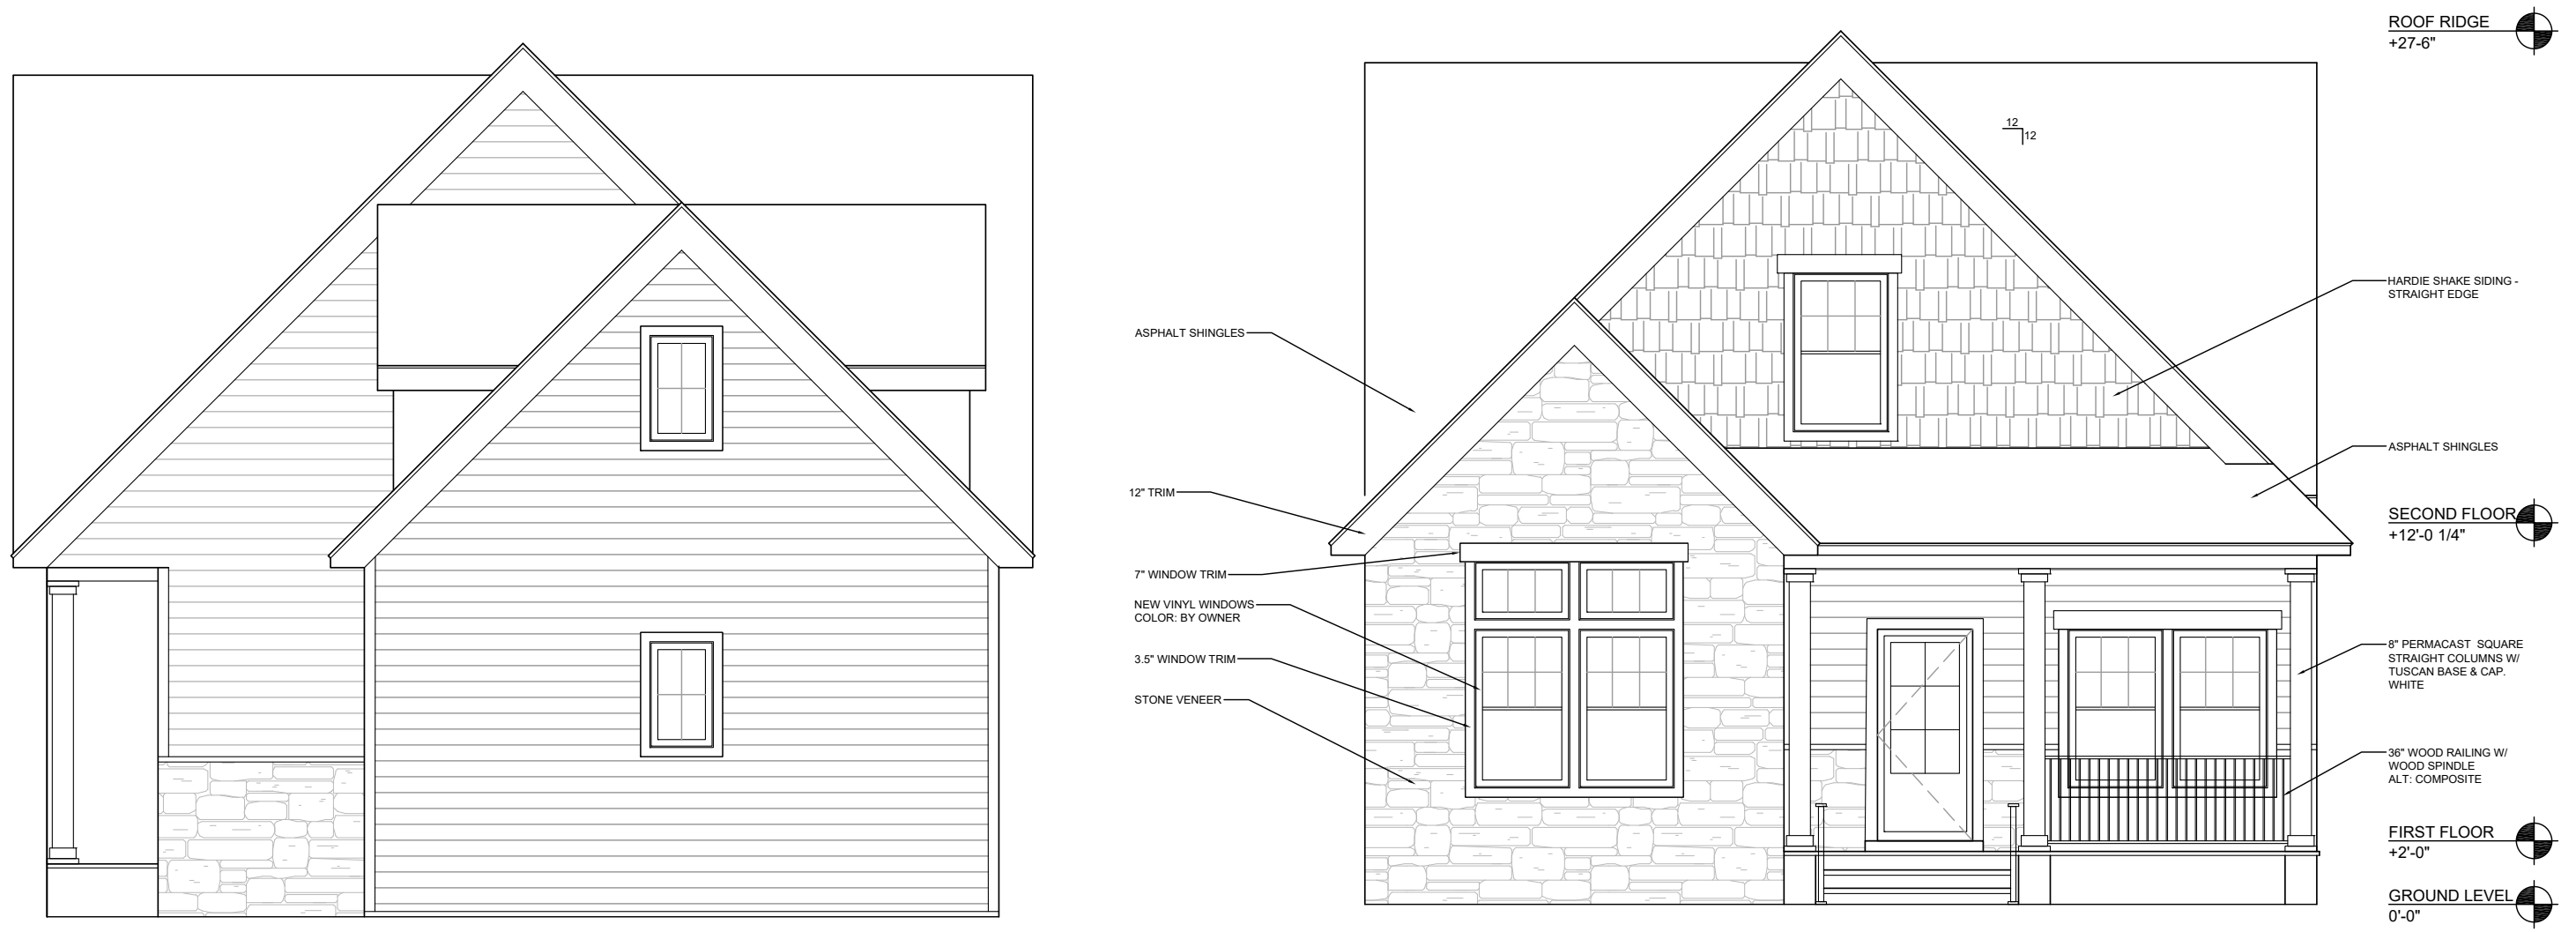 ROOF RIDGE
+27-6"
12
12
HARDIE SHAKE SIDING -
STRAIGHT EDGE
ASPHALT SHINGLES
ASPHALT SHINGLES
12" TRIM
SECOND FLOOR
+12'-0 1/4"
7" WINDOW TRIM
NEW VINYL WINDOWS
COLOR: BY OWNER
3.5" WINDOW TRIM
STONE VENEER
8" PERMACAST SQUARE
STRAIGHT COLUMNS W/
TUSCAN BASE & CAP.
WHITE
36" WOOD RAILING W/
WOOD SPINDLE
ALT: COMPOSITE
FIRST FLOOR
+2'-0"
GROUND LEVEL
0'-0"